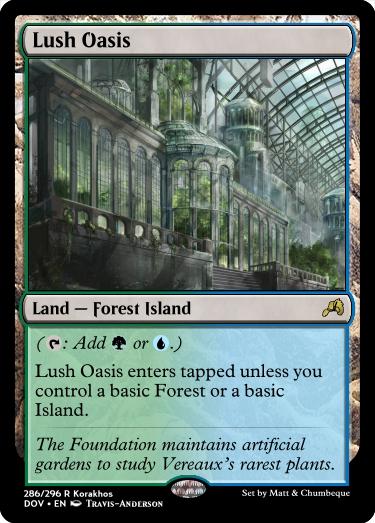 Lush Oasis
Land — Forest Island
(: Add or .)
Lush Oasis enters tapped unless you
control a basic Forest or a basic
Island.
The Foundation maintains artificial
gardens to study Vereaux's rarest plants.
286/296 R Korakhos
DOV • EN Travis-Anderson
Set by Matt & Chumbeque